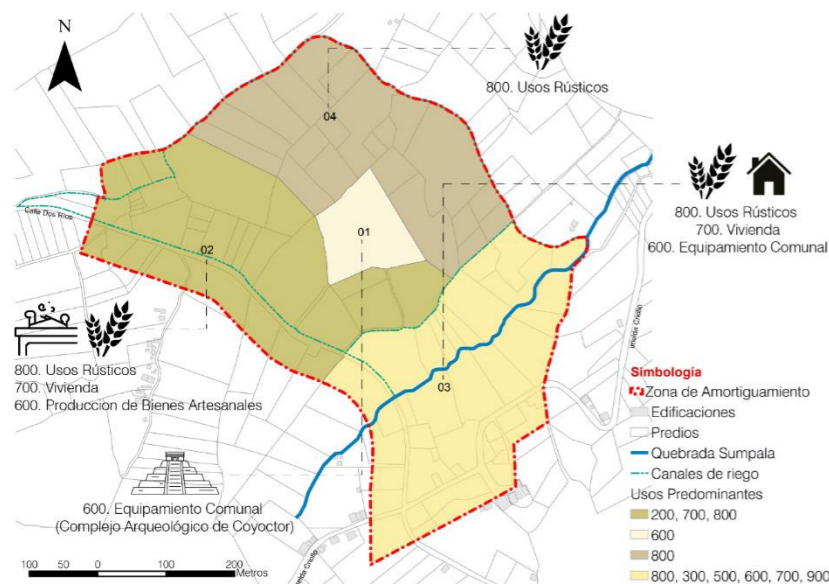 N
800. Usos Rústicos
04
800. Usos Rústicos
700. Vivienda
600. Equipamiento Comunal
01
Calle Dos Ríos
02
03
800. Usos Rústicos
700. Vivienda
600. Produccion de Bienes Artesanales
600. Equipamiento Comunal
(Complejo Arqueológico de Coyoctor)
Simbología
Zona de Amortiguamiento
Edificaciones
Predios
Quebrada Sumpala
Canales de riego
Usos Predominantes
200, 700, 800
600
800
800, 300, 500, 600, 700, 900
100 50 0 100 200
Metros